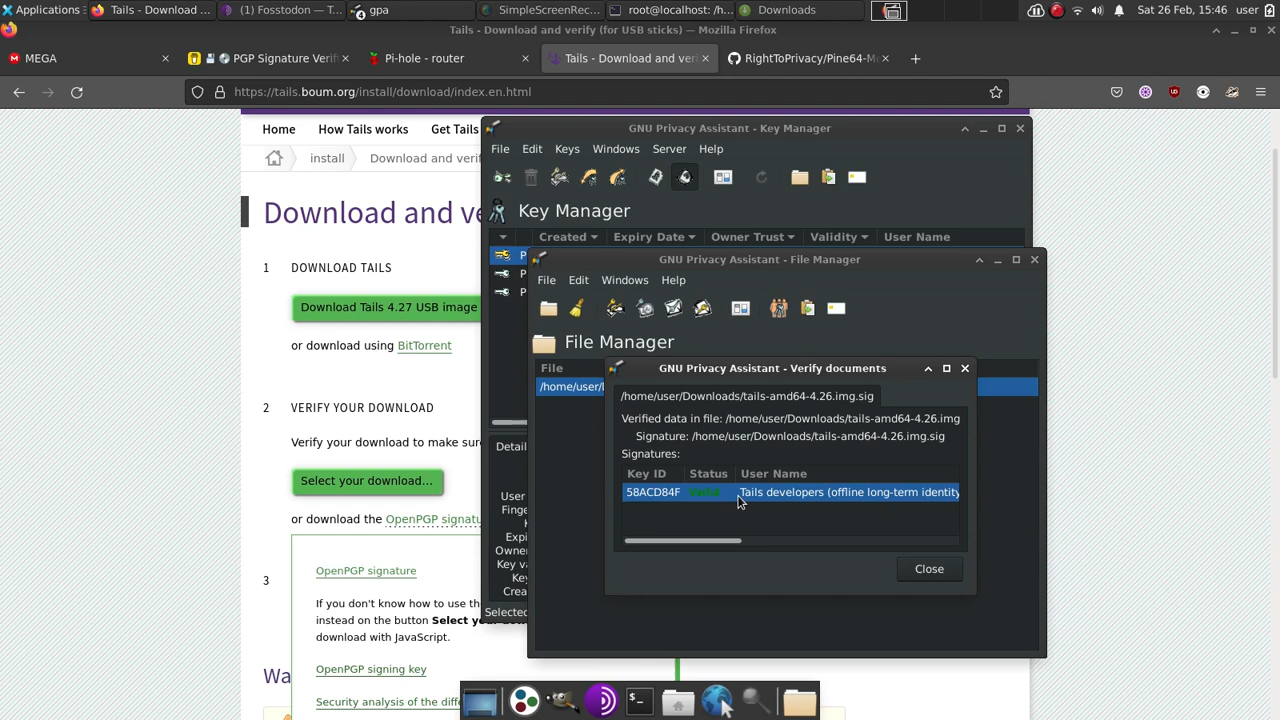 Applications
Tails - Download and ...
(1) Fosstodon — T...
4 gpa
SimpleScreenRec...
root@localhost: /h...
Downloads
Sat 26 Feb, 15:46 user
Tails - Download and verify (for USB sticks) — Mozilla Firefox
MEGA
PGP Signature Verifi
Pi-hole - router
Tails - Download and veri
RightToPrivacy/Pine64-Mo
https://tails.boum.org/install/download/index.en.html
Home How Tails works Get Tails
install Download and verif
Download and ve
1 DOWNLOAD TAILS
Download Tails 4.27 USB image
or download using BitTorrent
2 VERIFY YOUR DOWNLOAD
Verify your download to make sur
Select your download...
or download the OpenPGP signatu
3
OpenPGP signature
If you don't know how to use th
instead on the button Select your
download with JavaScript.
OpenPGP signing key
Security analysis of the diffe
Wa
GNU Privacy Assistant - Key Manager
File Edit Keys Windows Server Help
Key Manager
Created Expiry Date Owner Trust Validity User Name
P
P
P
Detail
User
Finge
K
Expi
Owne
Key va
Key
Crea
Selected
GNU Privacy Assistant - File Manager
File Edit Windows Help
File Manager
File
/home/user/
GNU Privacy Assistant - Verify documents
/home/user/Downloads/tails-amd64-4.26.img.sig
Verified data in file: /home/user/Downloads/tails-amd64-4.26.img
Signature: /home/user/Downloads/tails-amd64-4.26.img.sig
Signatures:
Key ID Status User Name
58ACD84F Valid Tails developers (offline long-term identity
Close